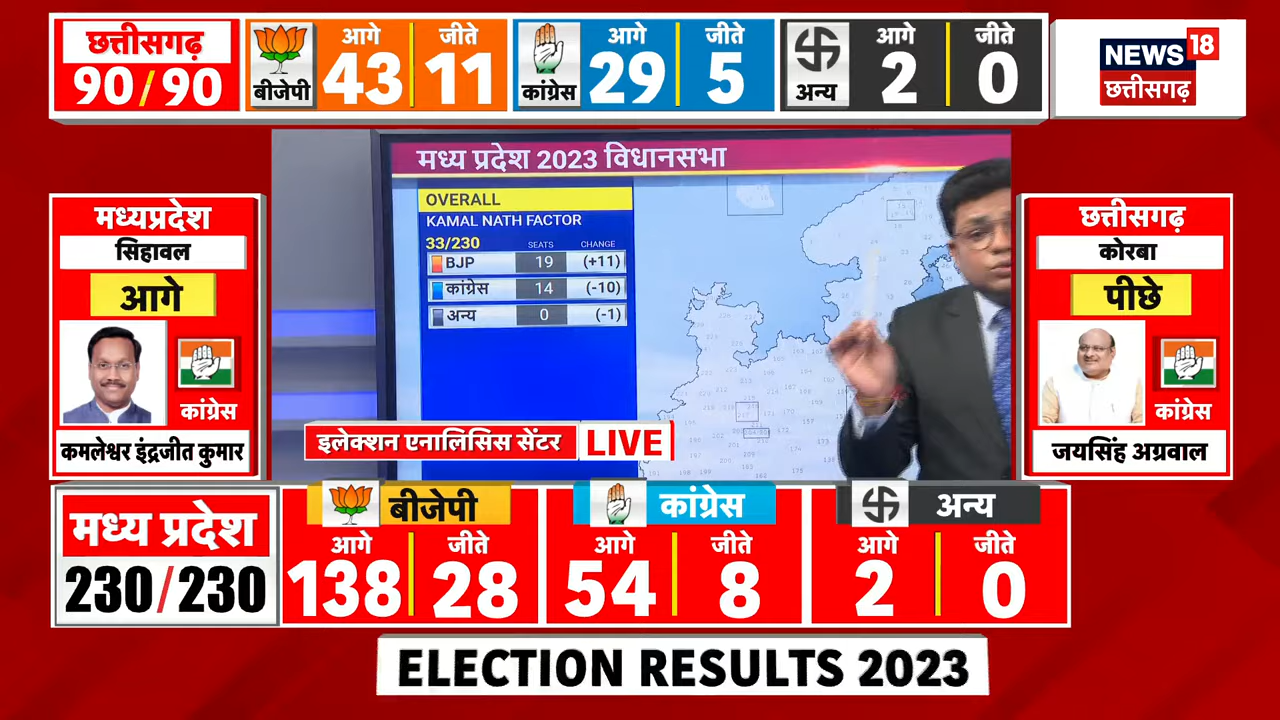 छत्तीसगढ़
90/90
बीजेपी
आगे
43
जीते
11
कांग्रेस
आगे
29
जीते
5
अन्य
आगे
2
जीते
0
NEWS 18
छत्तीसगढ़
मध्य प्रदेश 2023 विधानसभा
OVERALL
KAMAL NATH FACTOR
33/230 SEATS CHANGE
BJP 19 (+11)
कांग्रेस 14 (-10)
अन्य 0 (-1)
मध्यप्रदेश
सिहावल
आगे
कांग्रेस
कमलेश्वर इंद्रजीत कुमार
छत्तीसगढ़
कोरबा
पीछे
कांग्रेस
जयसिंह अग्रवाल
इलेक्शन एनालिसिस सेंटर LIVE
मध्य प्रदेश
230/230
बीजेपी
आगे
138
जीते
28
कांग्रेस
आगे
54
जीते
8
अन्य
आगे
2
जीते
0
ELECTION RESULTS 2023